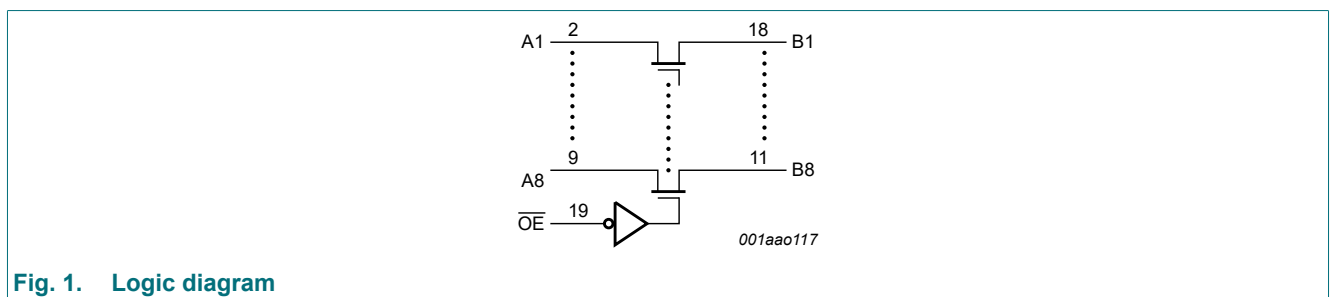 A1 2 18 B1
A8 9 11 B8
OE 19
001aao117
Fig. 1. Logic diagram